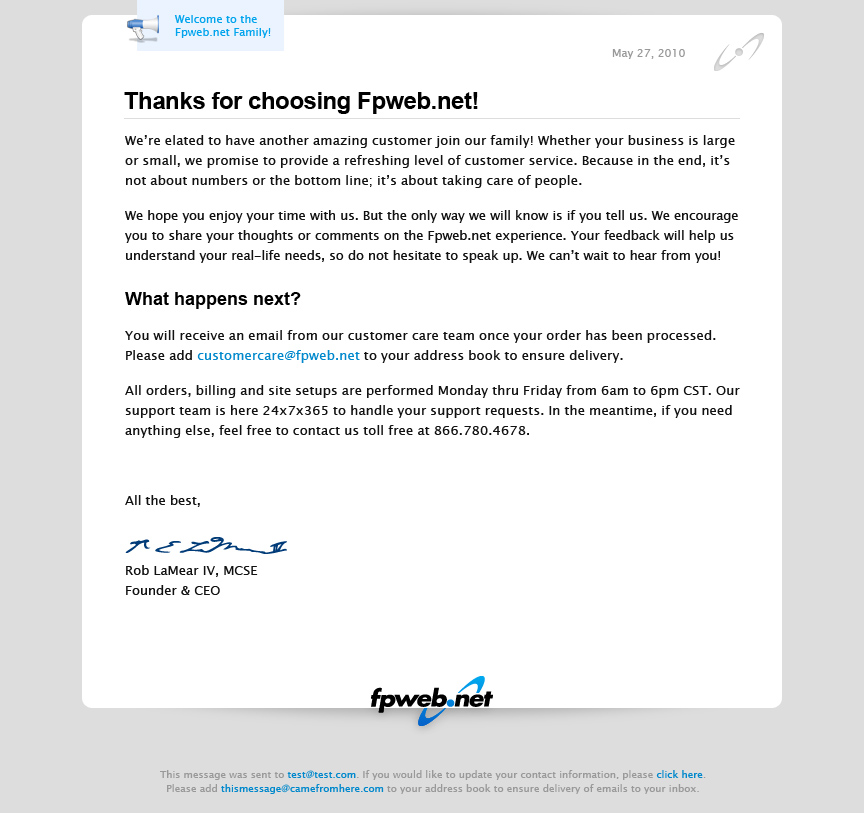 Welcome to the
Fpweb.net Family!
May 27, 2010
Thanks for choosing Fpweb.net!
We’re elated to have another amazing customer join our family! Whether your business is large
or small, we promise to provide a refreshing level of customer service. Because in the end, it’s
not about numbers or the bottom line; it’s about taking care of people.
We hope you enjoy your time with us. But the only way we will know is if you tell us. We encourage
you to share your thoughts or comments on the Fpweb.net experience. Your feedback will help us
understand your real-life needs, so do not hesitate to speak up. We can’t wait to hear from you!
What happens next?
You will receive an email from our customer care team once your order has been processed.
Please add customercare@fpweb.net to your address book to ensure delivery.
All orders, billing and site setups are performed Monday thru Friday from 6am to 6pm CST. Our
support team is here 24x7x365 to handle your support requests. In the meantime, if you need
anything else, feel free to contact us toll free at 866.780.4678.
All the best,
R E LaMear IV
Rob LaMear IV, MCSE
Founder & CEO
fpweb.net
This message was sent to test@test.com. If you would like to update your contact information, please click here.
Please add thismessage@camefromhere.com to your address book to ensure delivery of emails to your inbox.